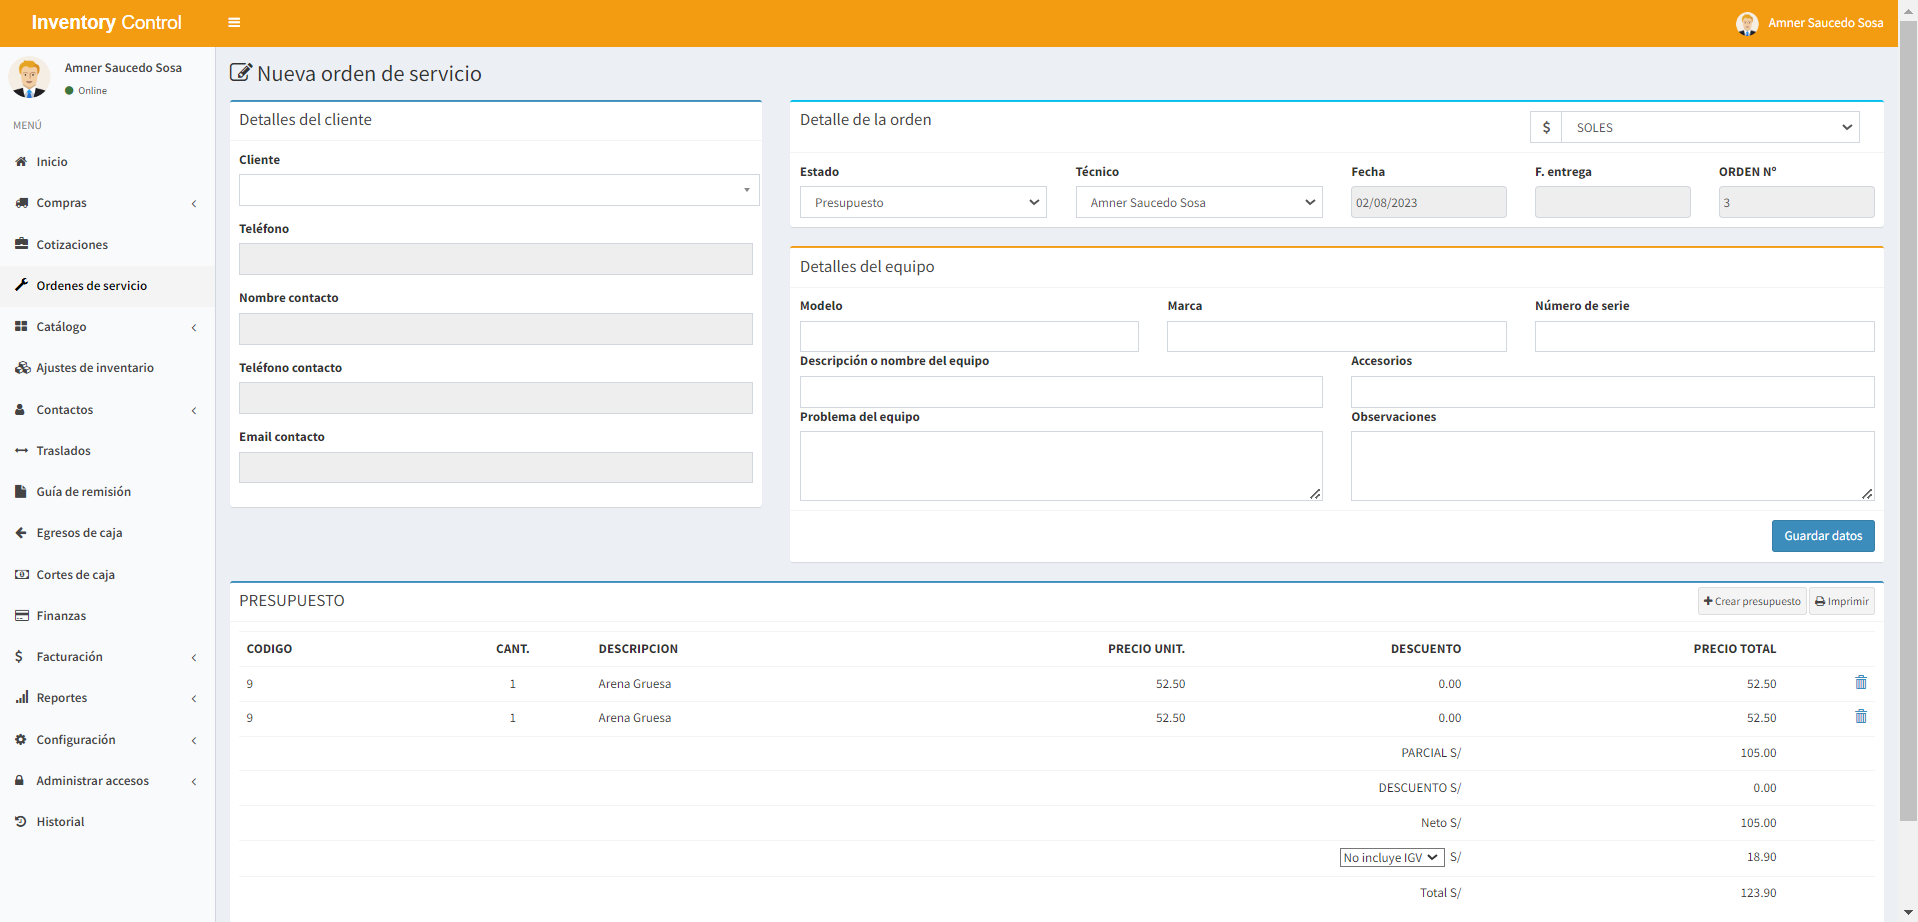 Inventory Control
Amner Saucedo Sosa
Amner Saucedo Sosa
Online
MENÚ
Inicio
Compras
Cotizaciones
Ordenes de servicio
Catálogo
Ajustes de inventario
Contactos
Traslados
Guía de remisión
Egresos de caja
Cortes de caja
Finanzas
Facturación
Reportes
Configuración
Administrar accesos
Historial
Nueva orden de servicio
Detalles del cliente
Cliente
Teléfono
Nombre contacto
Teléfono contacto
Email contacto
Detalle de la orden
$ SOLES
Estado Técnico Fecha F. entrega ORDEN Nº
Presupuesto Amner Saucedo Sosa 02/08/2023 3
Detalles del equipo
Modelo Marca Número de serie
Descripción o nombre del equipo Accesorios
Problema del equipo Observaciones
Guardar datos
PRESUPUESTO
Crear presupuesto Imprimir
CODIGO CANT. DESCRIPCION PRECIO UNIT. DESCUENTO PRECIO TOTAL
9 1 Arena Gruesa 52.50 0.00 52.50
9 1 Arena Gruesa 52.50 0.00 52.50
PARCIAL S/ 105.00
DESCUENTO S/ 0.00
Neto S/ 105.00
No incluye IGV S/ 18.90
Total S/ 123.90